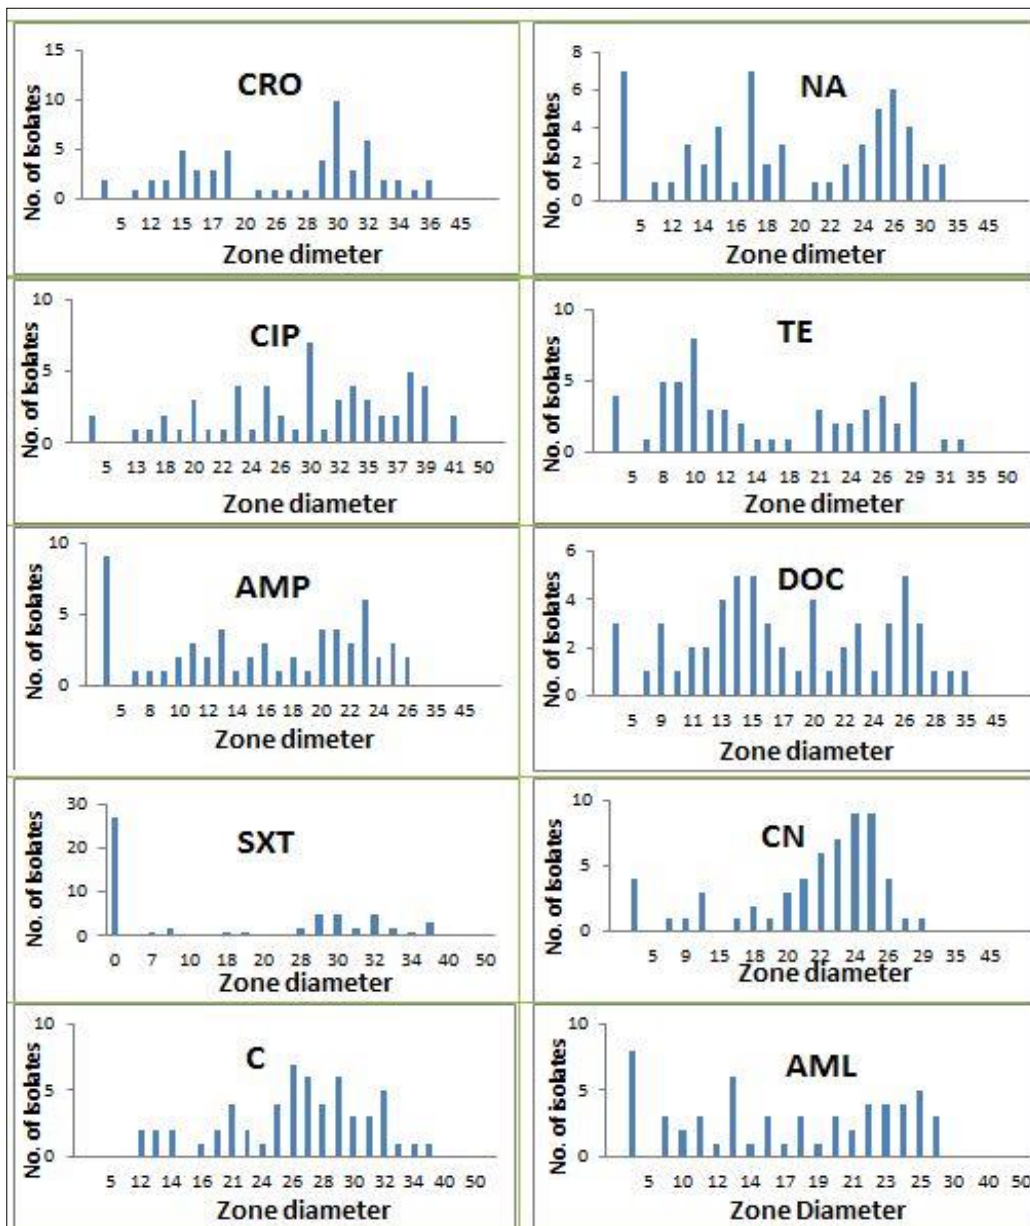 CRO
No. of Isolates
15
10
5
0
5 12 15 17 20 26 28 30 32 34 36 45
Zone dimeter
NA
No. of Isolates
8
6
4
2
0
5 12 14 16 18 20 22 24 26 30 35 45
Zone dimeter
CIP
No. of Isolates
10
5
0
5 13 18 20 22 24 26 30 32 35 37 39 41 50
Zone diameter
TE
No. of Isolates
10
5
0
5 8 10 12 14 18 21 24 26 29 31 35 50
Zone dimeter
AMP
No. of Isolates
10
5
0
5 8 10 12 14 16 18 20 22 24 26 35 45
Zone dimeter
DOC
No. of Isolates
6
4
2
0
5 9 11 13 15 17 20 22 24 26 28 35 45
Zone diameter
SXT
No. of Isolates
30
20
10
0
0 7 10 18 20 28 30 32 34 40 50
Zone diameter
CN
No. of Isolates
10
5
0
5 9 15 18 20 22 24 26 29 35 45
Zone diameter
C
No. of Isolates
10
5
0
5 12 14 16 21 24 26 28 30 32 36 50
Zone diameter
AML
No. of isolates
10
5
0
5 10 12 14 17 19 21 23 25 30 40 50
Zone Diameter